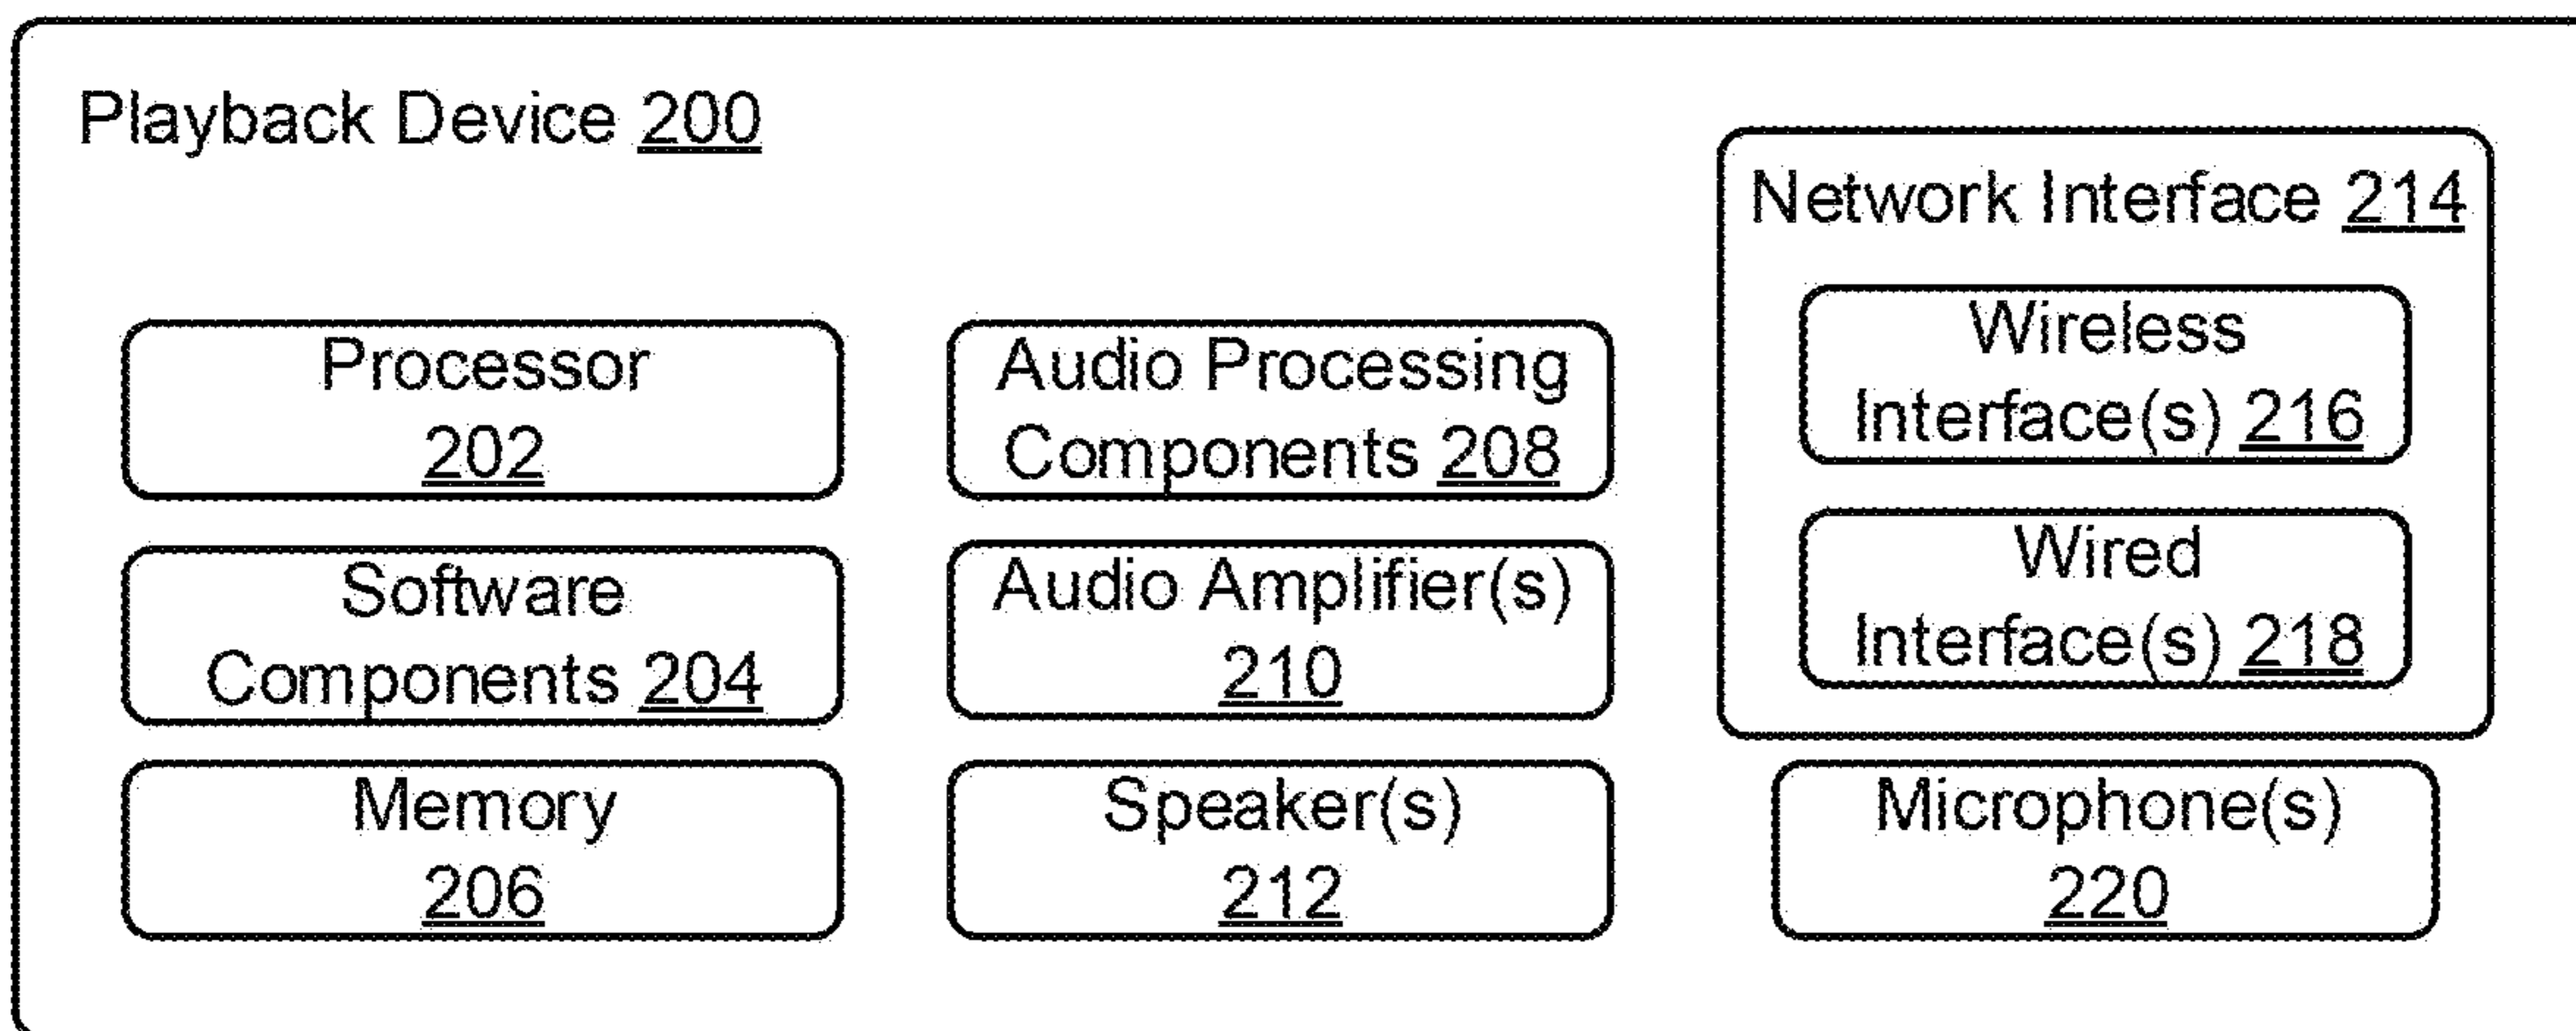 Playback Device 200
Processor
202
Software
Components 204
Memory
206
Audio Processing
Components 208
Audio Amplifier(s)
210
Speaker(s)
212
Network Interface 214
Wireless
Interface(s) 216
Wired
Interface(s) 218
Microphone(s)
220